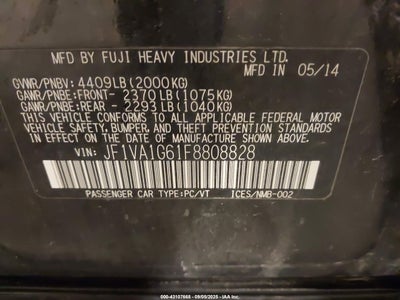 MFD BY FUJI HEAVY INDUSTRIES LTD.
MFD IN 05/14
GVWR/PNBV: 4409LB (2000KG)
GAWR/PNBE:FRONT- 2370LB (1075KG)
GAWR/PNBE:REAR - 2293LB (1040KG)
THIS VEHICLE CONFORMS TO ALL APPLICABLE FEDERAL MOTOR
VEHICLE SAFETY, BUMPER, AND THEFT PREVENTION STANDARDS
IN EFFECT ON THE DATE OF MANUFACTURE SHOWN ABOVE.
VIN: JF1VA1G61F8808828
PASSENGER CAR TYPE:PC/VT ICES/NMB-002
000-43107868 - 09/09/2025 - IAAI.COM